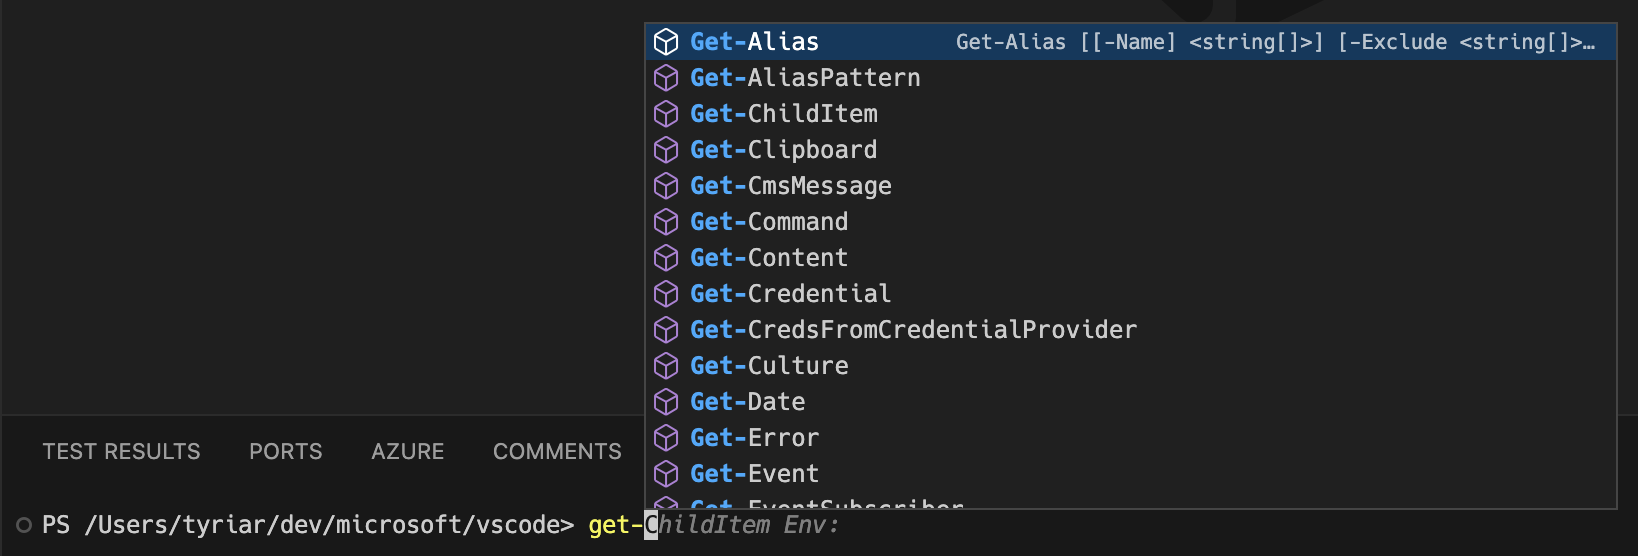 Get-Alias Get-Alias [[-Name] <string[]>] [-Exclude <string[]>…
Get-AliasPattern
Get-ChildItem
Get-Clipboard
Get-CmsMessage
Get-Command
Get-Content
Get-Credential
Get-CredsFromCredentialProvider
Get-Culture
Get-Date
Get-Error
Get-Event
Get-EventSubscriber
TEST RESULTS PORTS AZURE COMMENTS
PS /Users/tyriar/dev/microsoft/vscode> get-ChildItem Env: